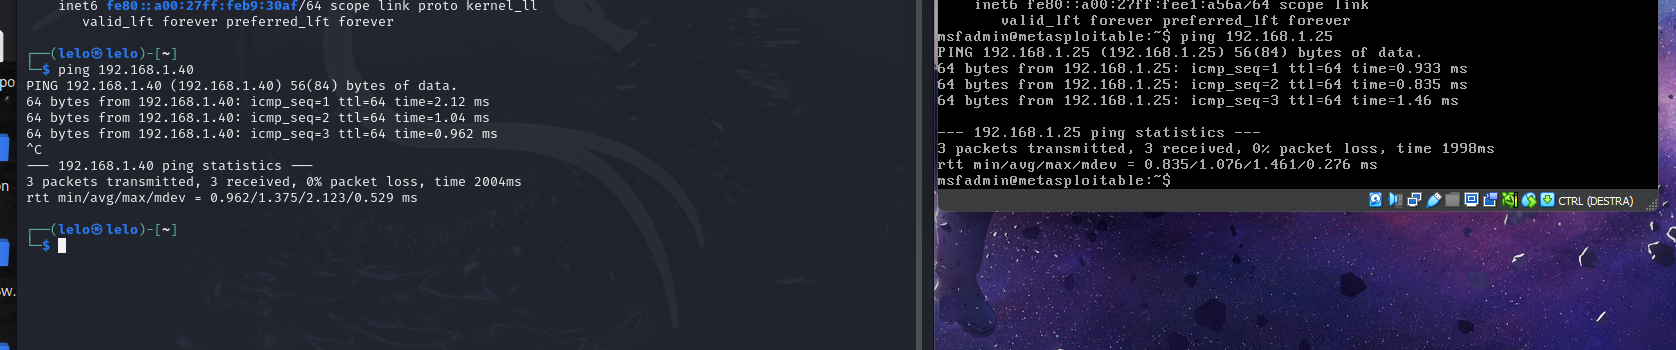 inet6 fe80::a00:27ff:feb9:30af/64 scope link proto kernel_ll
valid_lft forever preferred_lft forever
┌──(lelo㉿lelo)-[~]
└─$ ping 192.168.1.40
PING 192.168.1.40 (192.168.1.40) 56(84) bytes of data.
64 bytes from 192.168.1.40: icmp_seq=1 ttl=64 time=2.12 ms
64 bytes from 192.168.1.40: icmp_seq=2 ttl=64 time=1.04 ms
64 bytes from 192.168.1.40: icmp_seq=3 ttl=64 time=0.962 ms
^C
--- 192.168.1.40 ping statistics ---
3 packets transmitted, 3 received, 0% packet loss, time 2004ms
rtt min/avg/max/mdev = 0.962/1.375/2.123/0.529 ms
┌──(lelo㉿lelo)-[~]
└─$
po
on
w.
inet6 fe80::a00:27ff:fee1:a56a/64 scope link
valid_lft forever preferred_lft forever
msfadmin@metasploitable:~$ ping 192.168.1.25
PING 192.168.1.25 (192.168.1.25) 56(84) bytes of data.
64 bytes from 192.168.1.25: icmp_seq=1 ttl=64 time=0.933 ms
64 bytes from 192.168.1.25: icmp_seq=2 ttl=64 time=0.835 ms
64 bytes from 192.168.1.25: icmp_seq=3 ttl=64 time=1.46 ms
--- 192.168.1.25 ping statistics ---
3 packets transmitted, 3 received, 0% packet loss, time 1998ms
rtt min/avg/max/mdev = 0.835/1.076/1.461/0.276 ms
msfadmin@metasploitable:~$
CTRL (DESTRA)